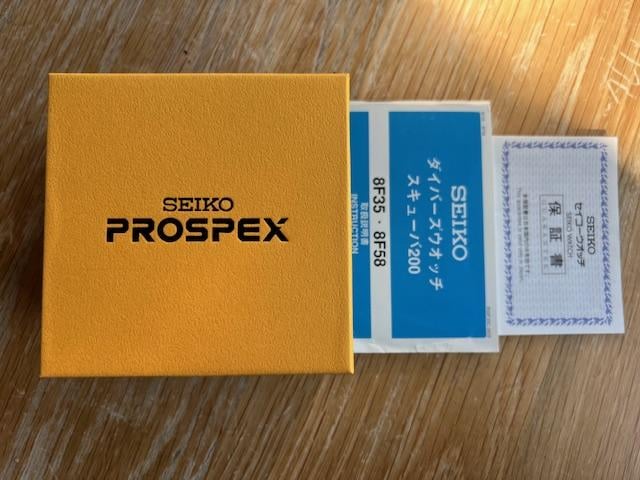 SEIKO
PROSPEX
SEIKO
ダイバーズウオッチ
スキューバ200
8F35・8F58
取扱説明書
INSTRUCTION
SEIKO
セイコーウオッチ
SEIKO WATCH
保証書